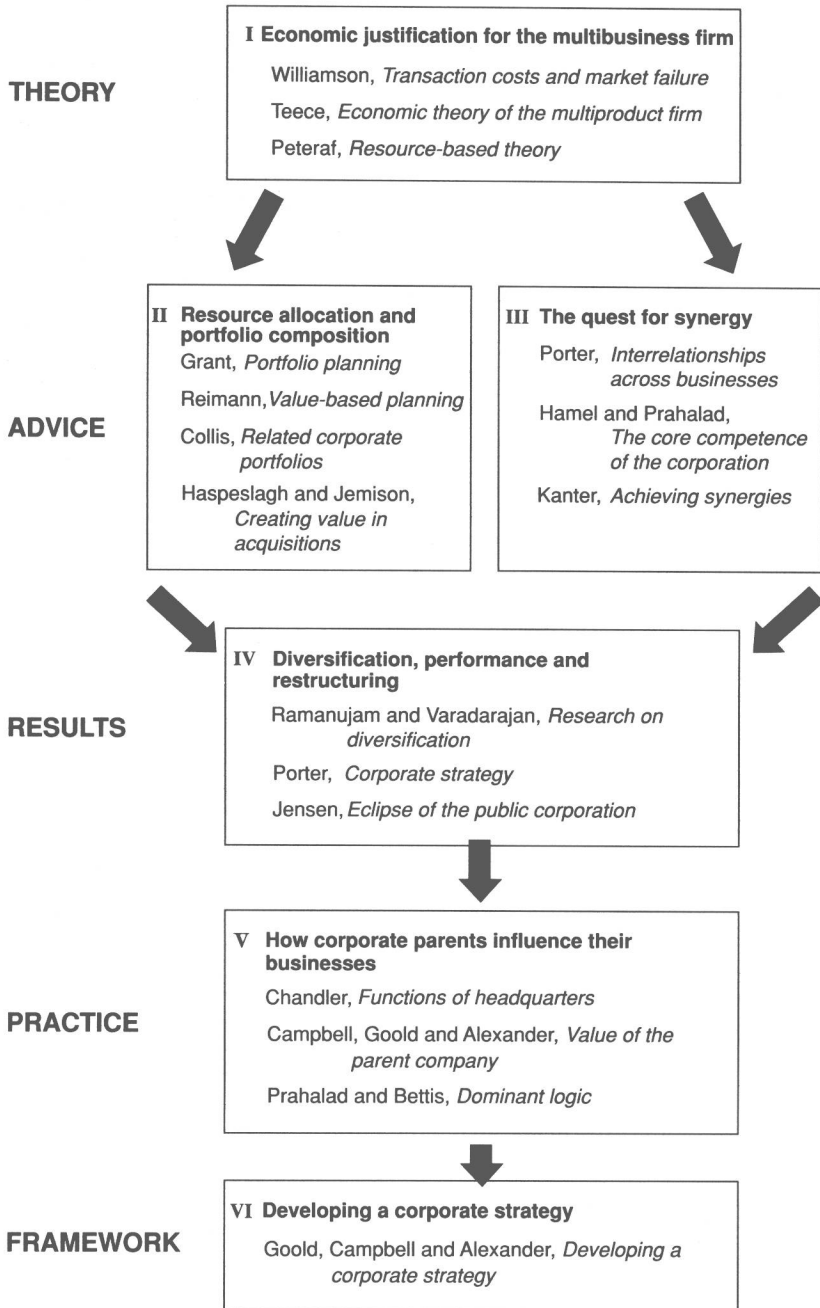 THEORY
I Economic justification for the multibusiness firm
Williamson, Transaction costs and market failure
Teece, Economic theory of the multiproduct firm
Peteraf, Resource-based theory
ADVICE
II Resource allocation and
portfolio composition
Grant, Portfolio planning
Reimann, Value-based planning
Collis, Related corporate
portfolios
Haspeslagh and Jemison,
Creating value in
acquisitions
III The quest for synergy
Porter, Interrelationships
across businesses
Hamel and Prahalad,
The core competence
of the corporation
Kanter, Achieving synergies
RESULTS
IV Diversification, performance and
restructuring
Ramanujam and Varadarajan, Research on
diversification
Porter, Corporate strategy
Jensen, Eclipse of the public corporation
PRACTICE
V How corporate parents influence their
businesses
Chandler, Functions of headquarters
Campbell, Goold and Alexander, Value of the
parent company
Prahalad and Bettis, Dominant logic
FRAMEWORK
VI Developing a corporate strategy
Goold, Campbell and Alexander, Developing a
corporate strategy